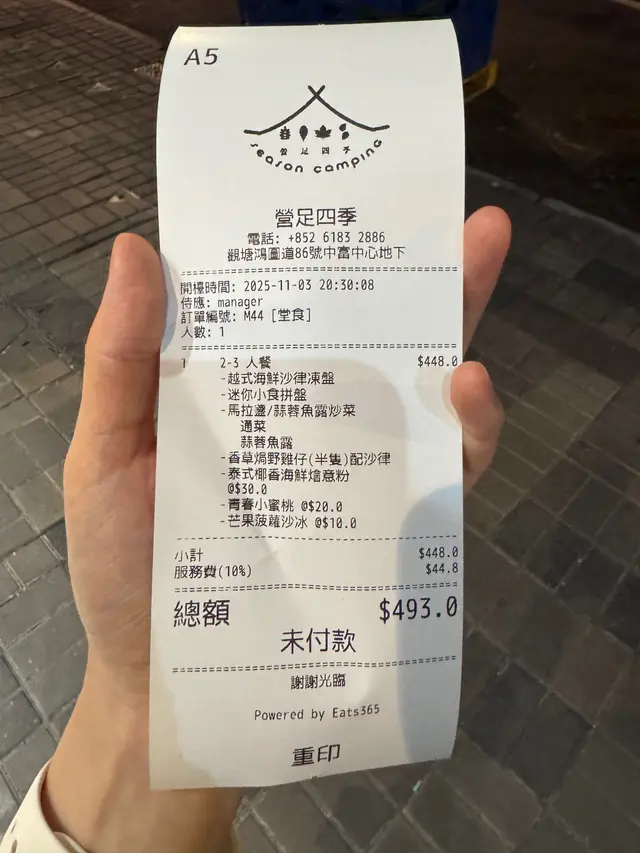 A5
營足四季
season camping
營足四季
電話: +852 6183 2886
觀塘鴻圖道86號中富中心地下
開檯時間: 2025-11-03 20:30:08
侍應: manager
訂單編號: M44 [堂食]
人數: 1
1 2-3 人餐 $448.0
-越式海鮮沙律凍盤
-迷你小食拼盤
-馬拉盞/蒜蓉魚露炒菜
通菜
蒜蓉魚露
-香草焗野雞仔(半隻)配沙律
-泰式椰香海鮮燴意粉
@$30.0
-青春小蜜桃 @$20.0
-芒果菠蘿沙冰 @$10.0
小計 $448.0
服務費(10%) $44.8
總額 $493.0
未付款
謝謝光臨
Powered by Eats365
重印